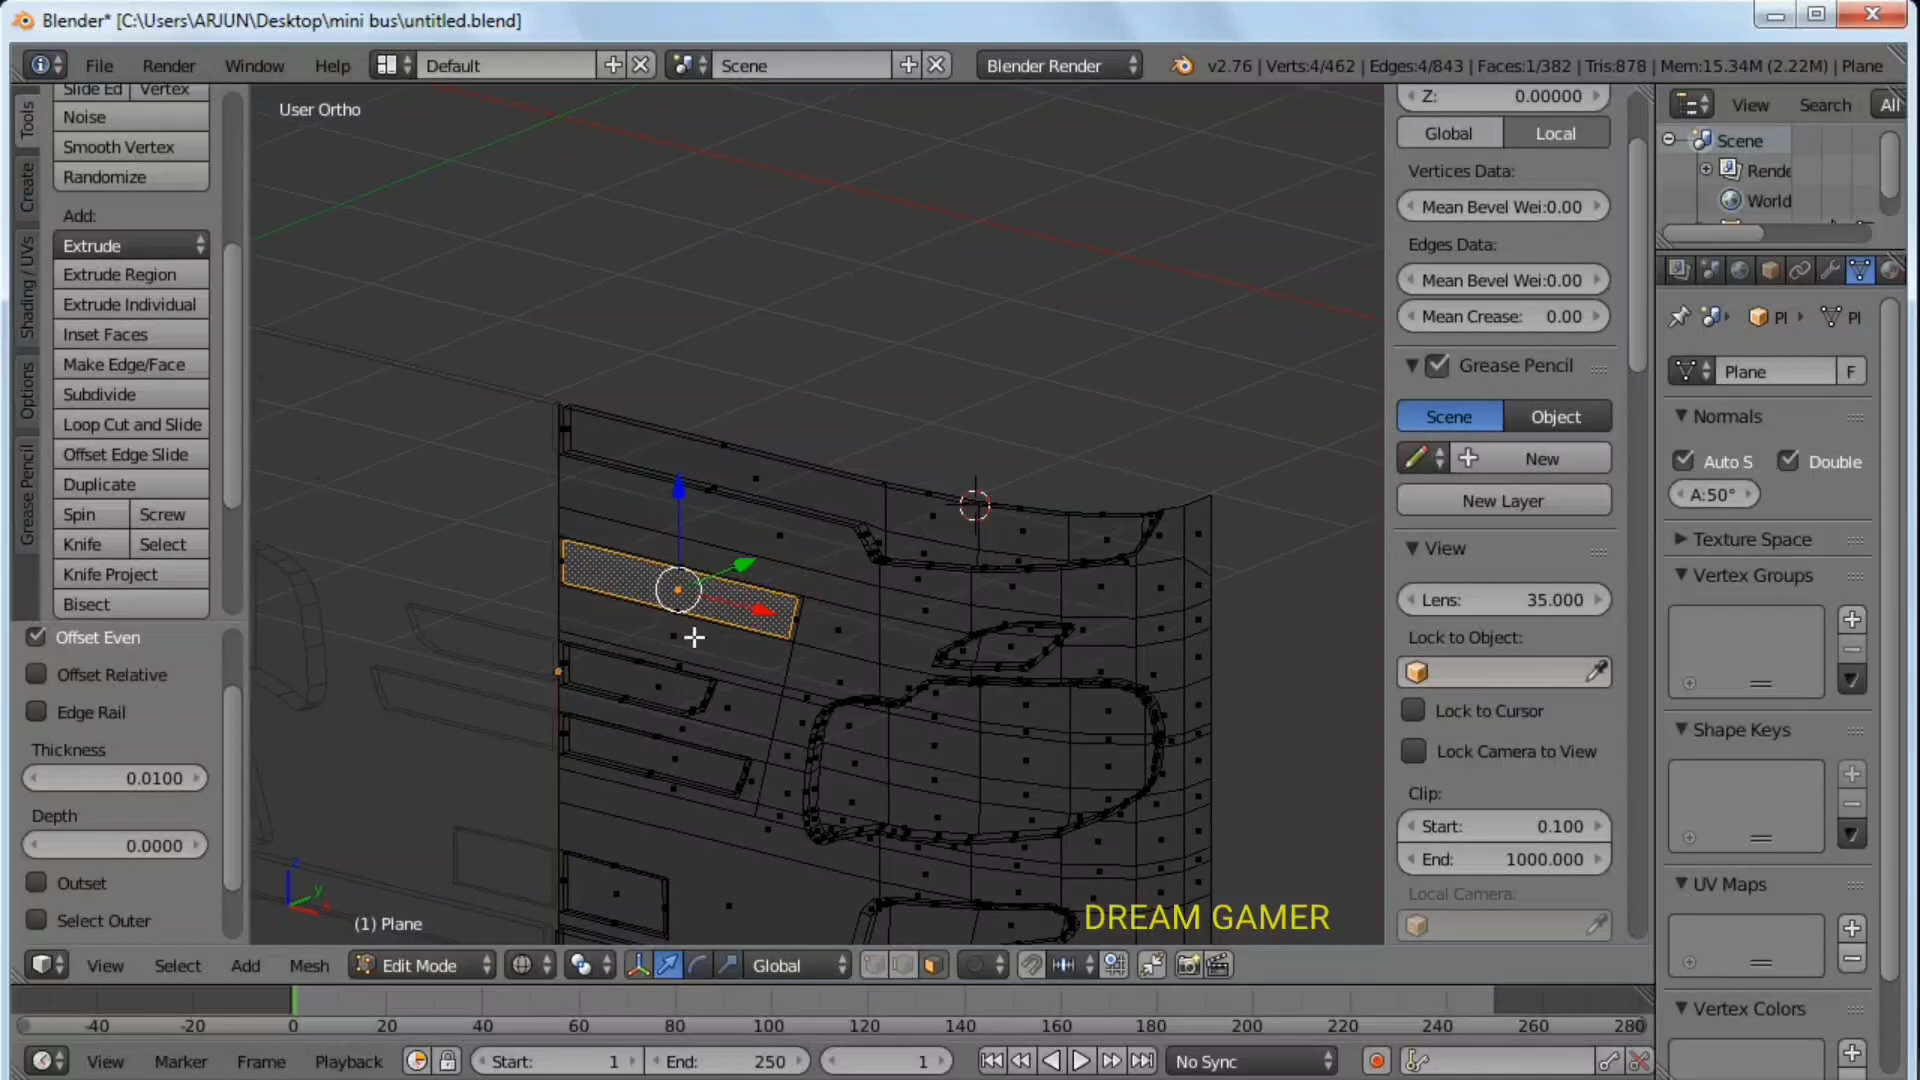 Blender* [C:\Users\ARJUN\Desktop\mini bus\untitled.blend]
File Render Window Help Default Scene Blender Render v2.76 | Verts:4/462 | Edges:4/843 | Faces:1/382 | Tris:878 | Mem:15.34M (2.22M) | Plane
Tools
Create
Shading / UVs
Options
Grease Pencil
Slide Ed Vertex
Noise
Smooth Vertex
Randomize
Add:
Extrude
Extrude Region
Extrude Individual
Inset Faces
Make Edge/Face
Subdivide
Loop Cut and Slide
Offset Edge Slide
Duplicate
Spin Screw
Knife Select
Knife Project
Bisect
Offset Even
Offset Relative
Edge Rail
Thickness
0.0100
Depth
0.0000
Outset
Select Outer
User Ortho
z
y
x
(1) Plane
DREAM GAMER
Z: 0.00000
Global Local
Vertices Data:
Mean Bevel Wei:0.00
Edges Data:
Mean Bevel Wei:0.00
Mean Crease: 0.00
Grease Pencil
Scene Object
New
New Layer
View
Lens: 35.000
Lock to Object:
Lock to Cursor
Lock Camera to View
Clip:
Start: 0.100
End: 1000.000
Local Camera:
View Search All
Scene
Rende
World
Pl Pl
Plane F
Normals
Auto S Double
A:50°
Texture Space
Vertex Groups
Shape Keys
UV Maps
Vertex Colors
View Select Add Mesh Edit Mode Global
-40 -20 0 20 40 60 80 100 120 140 160 180 200 220 240 260 280
View Marker Frame Playback Start: 1 End: 250 1 No Sync